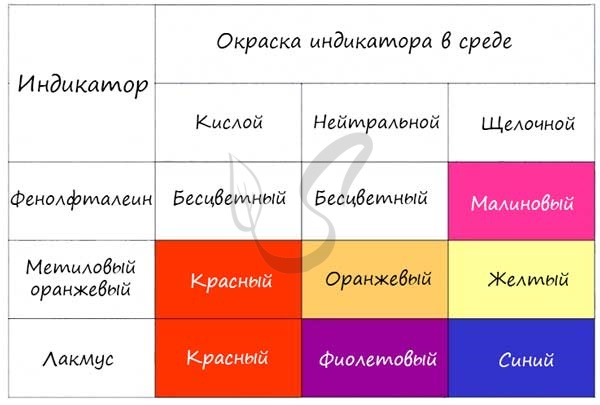 Индикатор
Окраска индикатора в среде
Кислой
Нейтральной
Щелочной
Фенолфталеин
Бесцветный
Бесцветный
Малиновый
Метиловый
оранжевый
Красный
Оранжевый
Желтый
Лакмус
Красный
Фиолетовый
Синий